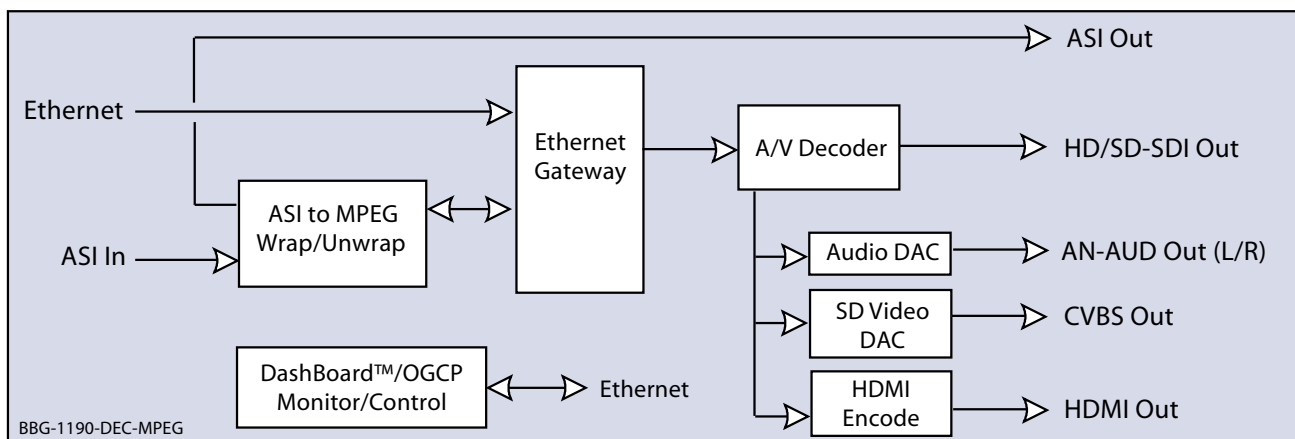 ASI Out
Ethernet
Ethernet
Gateway
A/V Decoder
HD/SD-SDI Out
ASI to MPEG
Wrap/Unwrap
ASI In
Audio DAC
AN-AUD Out (L/R)
SD Video
DAC
CVBS Out
DashBoard™/OGCP
Monitor/Control
Ethernet
HDMI
Encode
HDMI Out
BBG-1190-DEC-MPEG